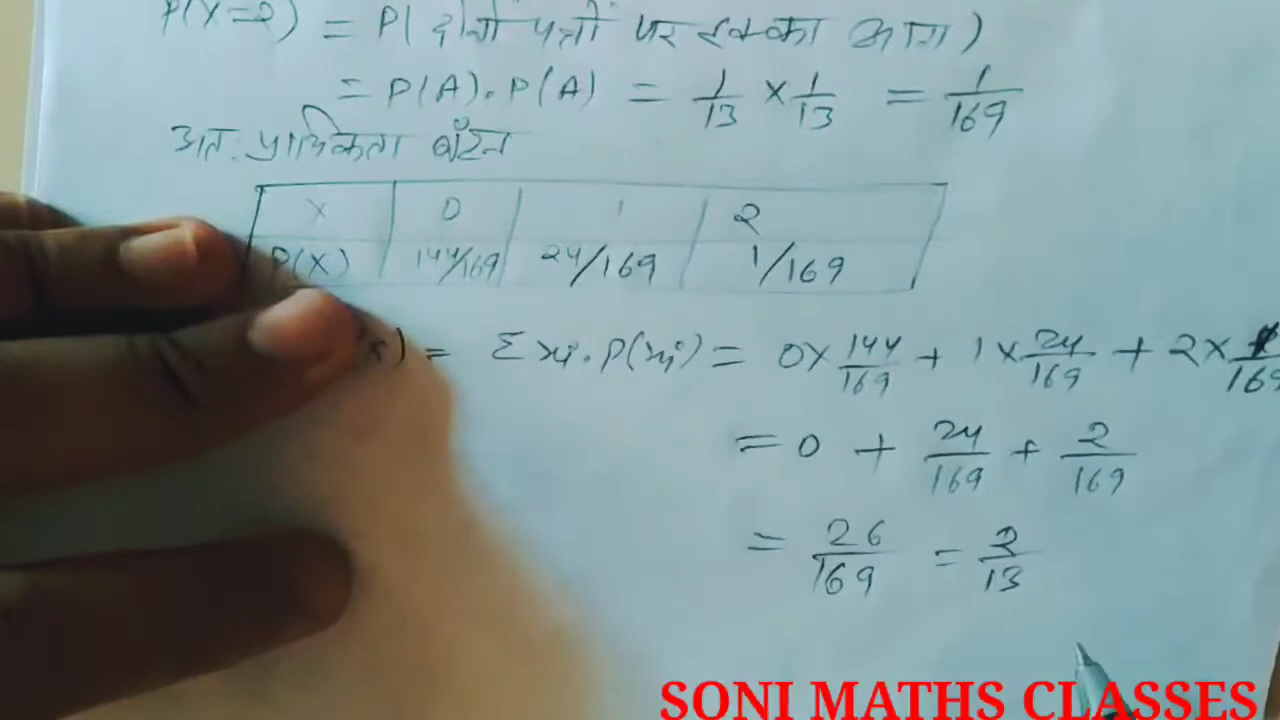 P(X=2) = P(दोनों पत्तों पर इक्का आना)
= P(A).P(A) = 1/13 × 1/13 = 1/169
अतः प्रायिकता बंटन
X 0 1 2
P(X) 144/169 24/169 1/169
x) = Σxi.P(xi) = 0×144/169 + 1×24/169 + 2×1/169
= 0 + 24/169 + 2/169
= 26/169 = 2/13
SONI MATHS CLASSES